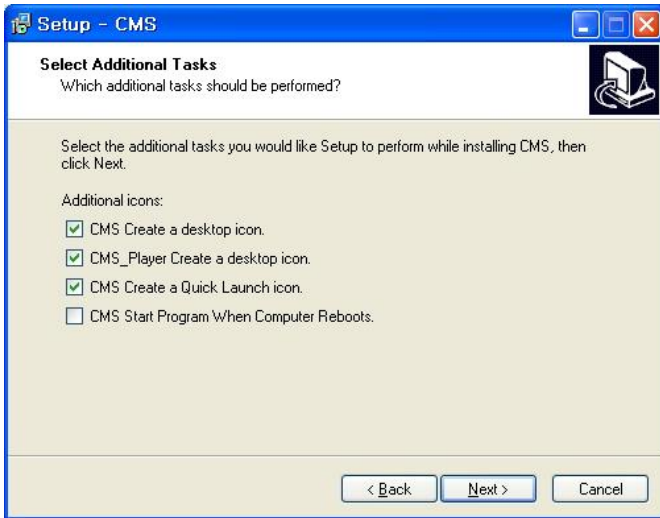 Setup - CMS
Select Additional Tasks
Which additional tasks should be performed?
Select the additional tasks you would like Setup to perform while installing CMS, then
click Next.
Additional icons:
CMS Create a desktop icon.
CMS_Player Create a desktop icon.
CMS Create a Quick Launch icon.
CMS Start Program When Computer Reboots.
< Back
Next >
Cancel